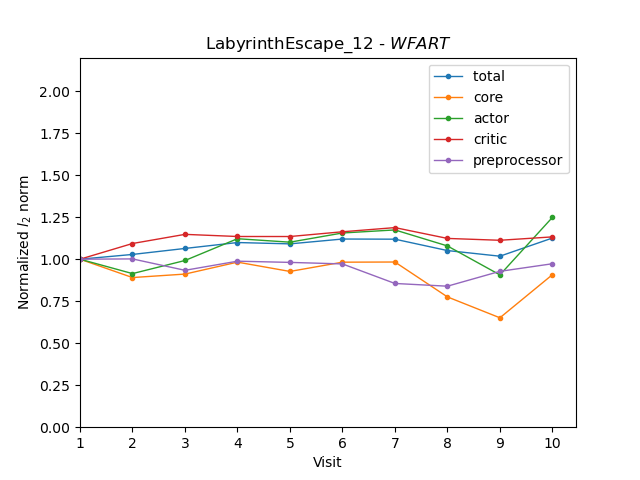 LabyrinthEscape_12 - WFART
total
core
actor
critic
preprocessor
Normalized l2 norm
2.00
1.75
1.50
1.25
1.00
0.75
0.50
0.25
0.00
1 2 3 4 5 6 7 8 9 10
Visit